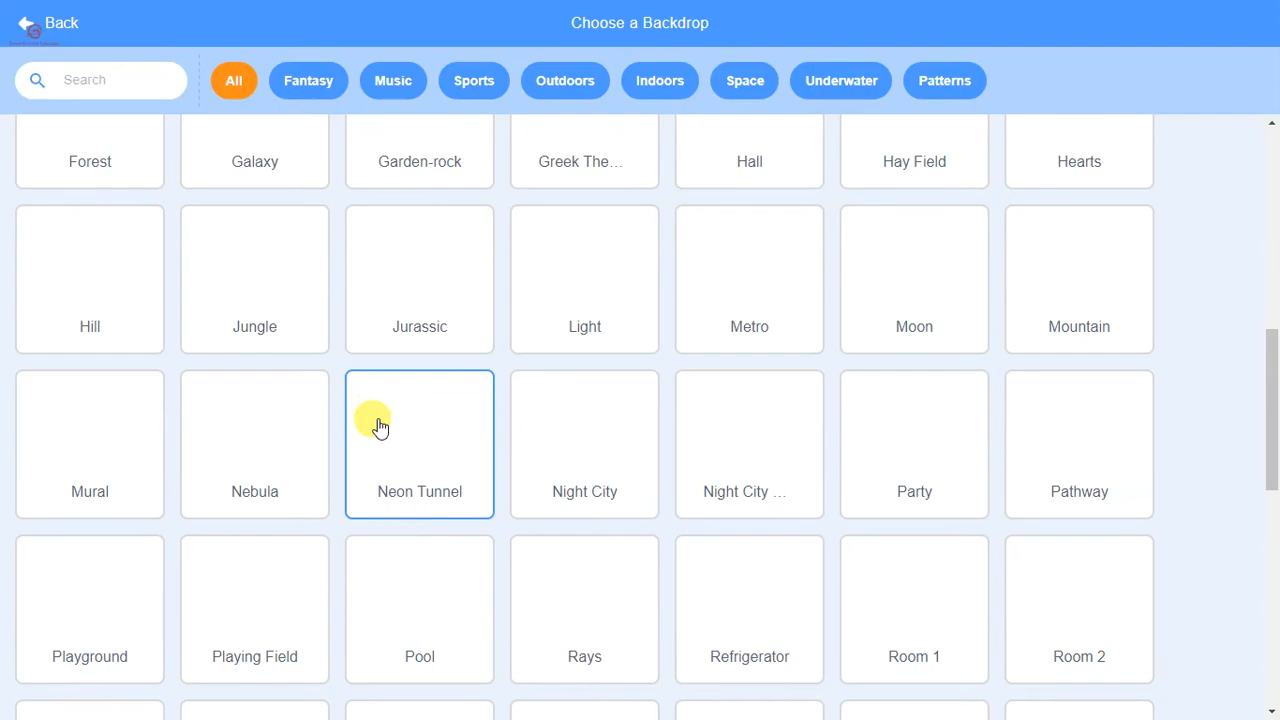 Back
Choose a Backdrop
Search
All
Fantasy
Music
Sports
Outdoors
Indoors
Space
Underwater
Patterns
Forest
Galaxy
Garden-rock
Greek The...
Hall
Hay Field
Hearts
Hill
Jungle
Jurassic
Light
Metro
Moon
Mountain
Mural
Nebula
Neon Tunnel
Night City
Night City ...
Party
Pathway
Playground
Playing Field
Pool
Rays
Refrigerator
Room 1
Room 2